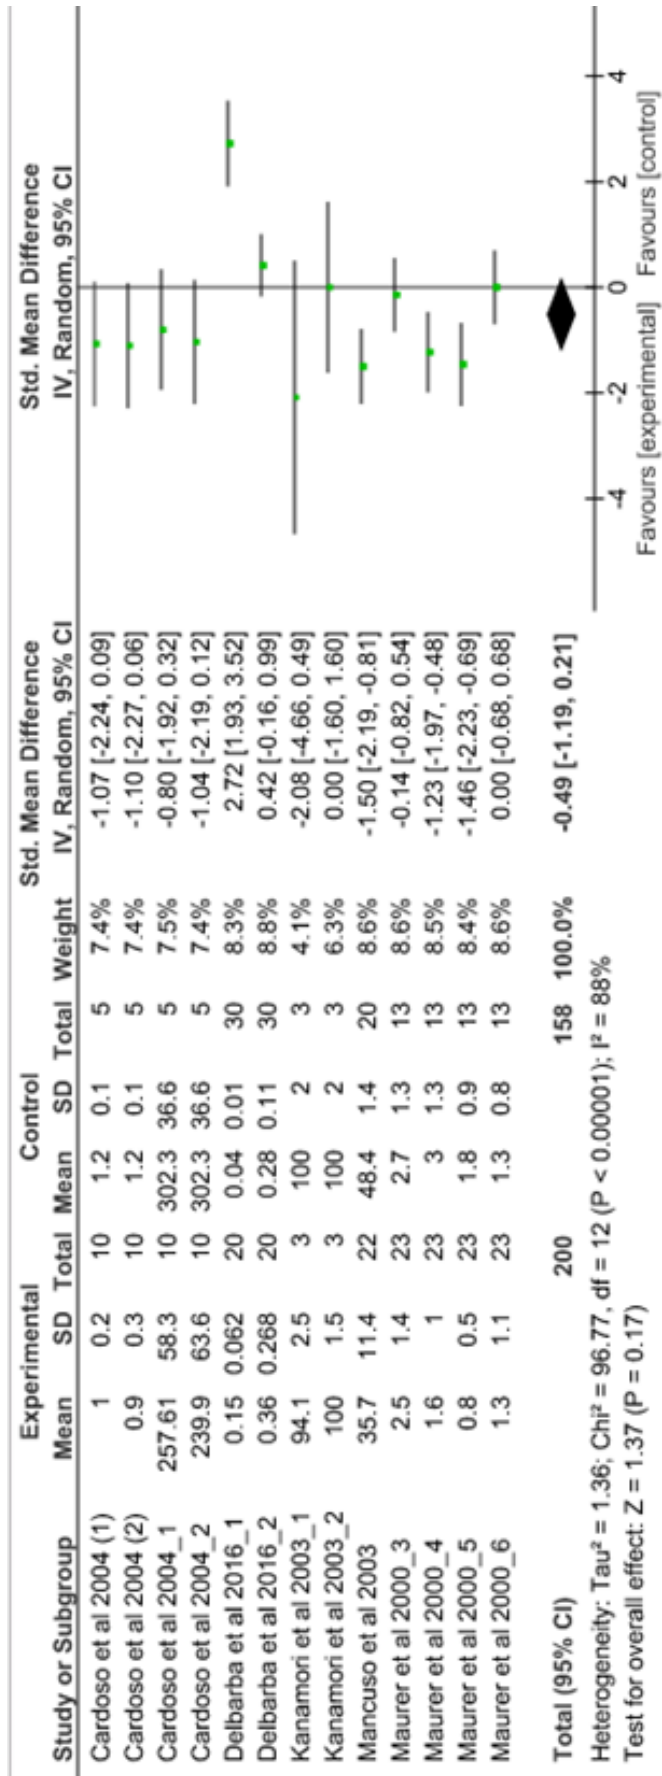 Experimental Control Std. Mean Difference Std. Mean Difference
Study or Subgroup Mean SD Total Mean SD Total Weight IV, Random, 95% CI IV, Random, 95% CI
Cardoso et al 2004 (1) 1 0.2 10 1.2 0.1 5 7.4% -1.07 [-2.24, 0.09]
Cardoso et al 2004 (2) 0.9 0.3 10 1.2 0.1 5 7.4% -1.10 [-2.27, 0.06]
Cardoso et al 2004_1 257.61 58.3 10 302.3 36.6 5 7.5% -0.80 [-1.92, 0.32]
Cardoso et al 2004_2 239.9 63.6 10 302.3 36.6 5 7.4% -1.04 [-2.19, 0.12]
Delbarba et al 2016_1 0.15 0.062 20 0.04 0.01 30 8.3% 2.72 [1.93, 3.52]
Delbarba et al 2016_2 0.36 0.268 20 0.28 0.11 30 8.8% 0.42 [-0.16, 0.99]
Kanamori et al 2003_1 94.1 2.5 3 100 2 3 4.1% -2.08 [-4.66, 0.49]
Kanamori et al 2003_2 100 1.5 3 100 2 3 6.3% 0.00 [-1.60, 1.60]
Mancuso et al 2003 35.7 11.4 22 48.4 1.4 20 8.6% -1.50 [-2.19, -0.81]
Maurer et al 2000_3 2.5 1.4 23 2.7 1.3 13 8.6% -0.14 [-0.82, 0.54]
Maurer et al 2000_4 1.6 1 23 3 1.3 13 8.5% -1.23 [-1.97, -0.48]
Maurer et al 2000_5 0.8 0.5 23 1.8 0.9 13 8.4% -1.46 [-2.23, -0.69]
Maurer et al 2000_6 1.3 1.1 23 1.3 0.8 13 8.6% 0.00 [-0.68, 0.68]
Total (95% CI) 200 158 100.0% -0.49 [-1.19, 0.21]
Heterogeneity: Tau² = 1.36; Chi² = 96.77, df = 12 (P < 0.00001); I² = 88%
Test for overall effect: Z = 1.37 (P = 0.17)
-4 -2 0 2 4
Favours [experimental] Favours [control]